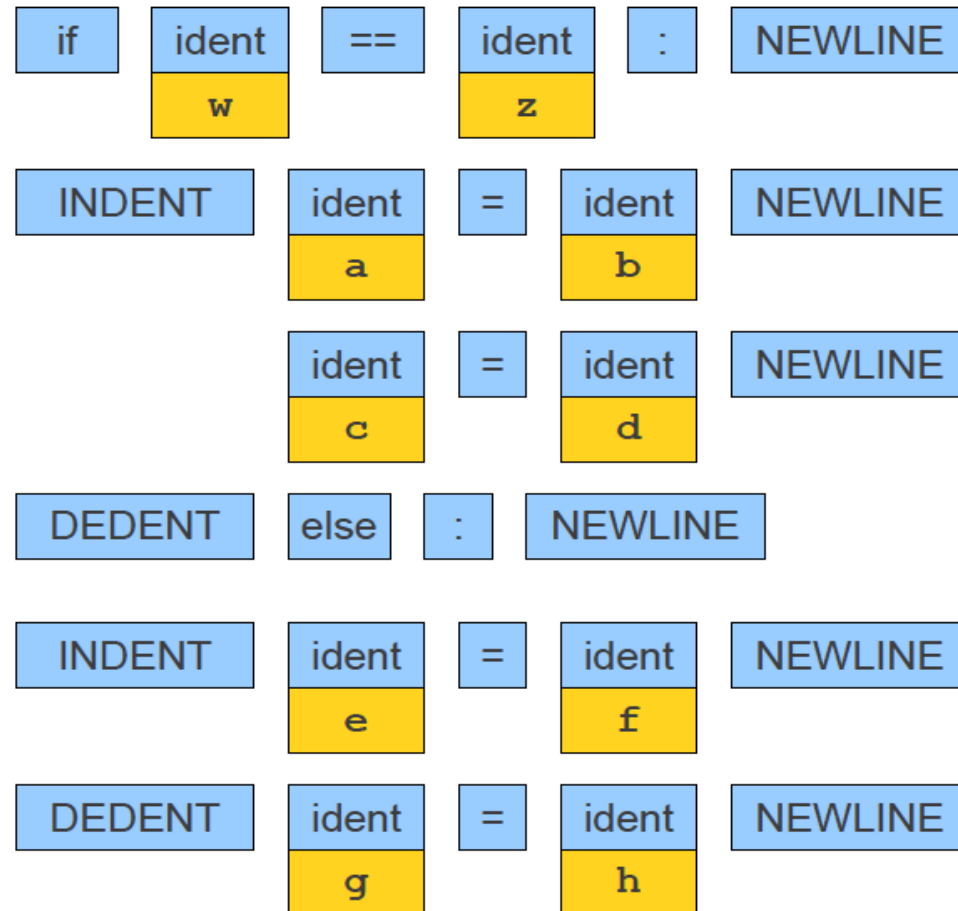 if ident == ident : NEWLINE
w z
INDENT ident = ident NEWLINE
a b
ident = ident NEWLINE
c d
DEDENT else : NEWLINE
INDENT ident = ident NEWLINE
e f
DEDENT ident = ident NEWLINE
g h